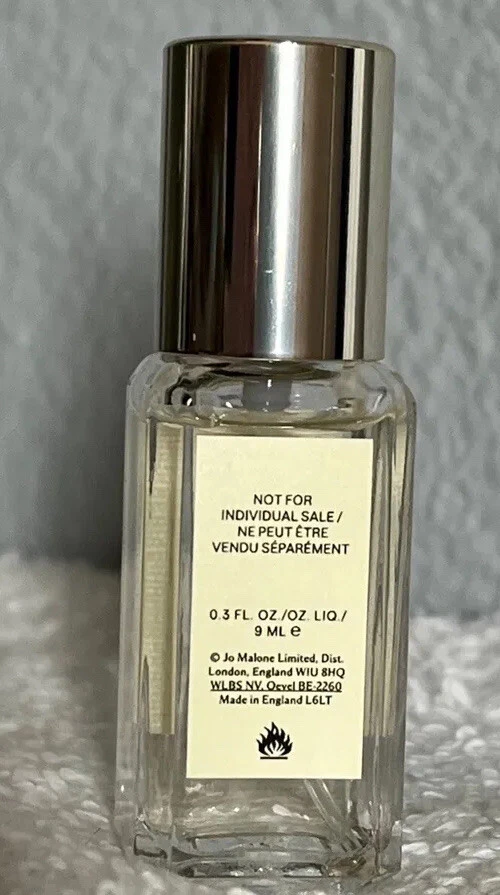 NOT FOR
INDIVIDUAL SALE /
NE PEUT ÊTRE
VENDU SÉPARÉMENT
0.3 FL. OZ./OZ. LIQ./
9 ML ℮
© Jo Malone Limited, Dist.
London, England W1U 8HQ
WLBS NV. Oevel BE-2260
Made in England L6LT